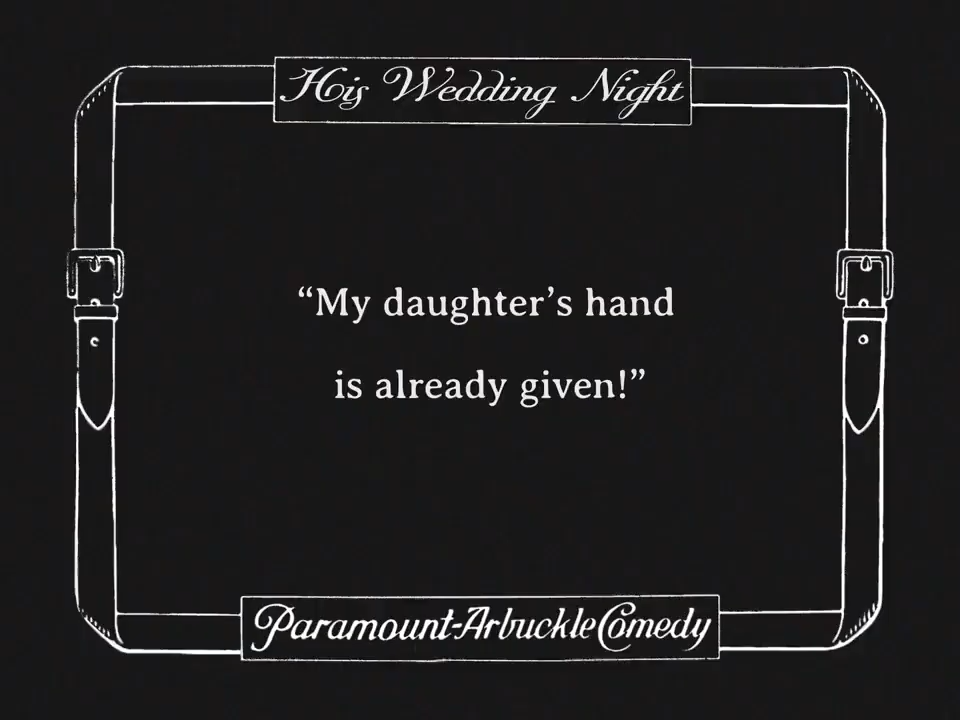 His Wedding Night
“My daughter’s hand
is already given!”
Paramount-Arbuckle Comedy